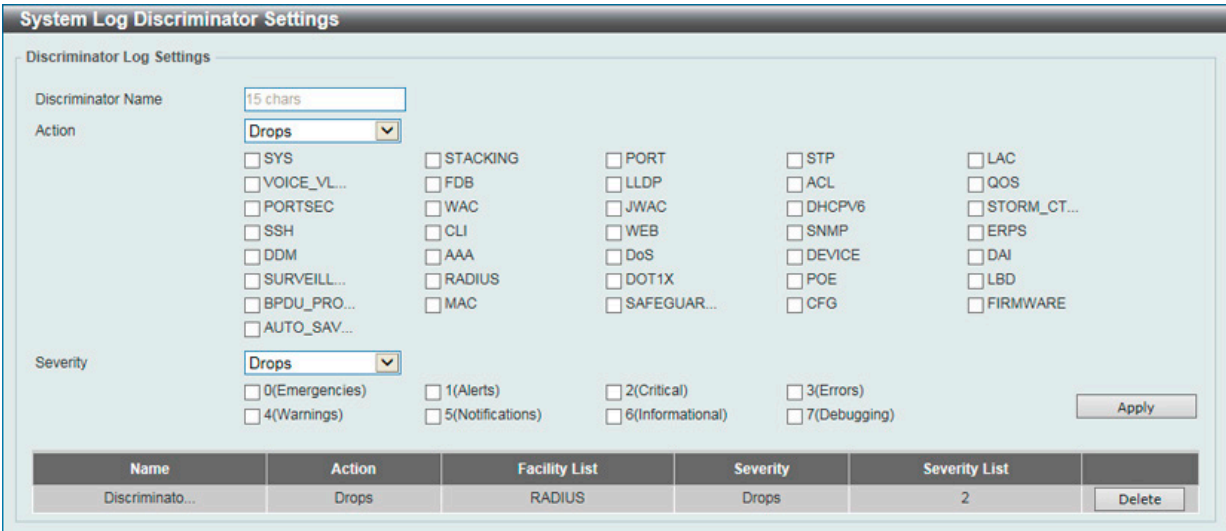 System Log Discriminator Settings
Discriminator Log Settings
Discriminator Name 15 chars
Action Drops
SYS STACKING PORT STP LAC
VOICE_VL... FDB LLDP ACL QOS
PORTSEC WAC JWAC DHCPV6 STORM_CT...
SSH CLI WEB SNMP ERPS
DDM AAA DoS DEVICE DAI
SURVEILL... RADIUS DOT1X POE LBD
BPDU_PRO... MAC SAFEGUAR... CFG FIRMWARE
AUTO_SAV...
Severity Drops
0(Emergencies) 1(Alerts) 2(Critical) 3(Errors)
4(Warnings) 5(Notifications) 6(Informational) 7(Debugging) Apply
Name Action Facility List Severity Severity List
Discriminato... Drops RADIUS Drops 2 Delete